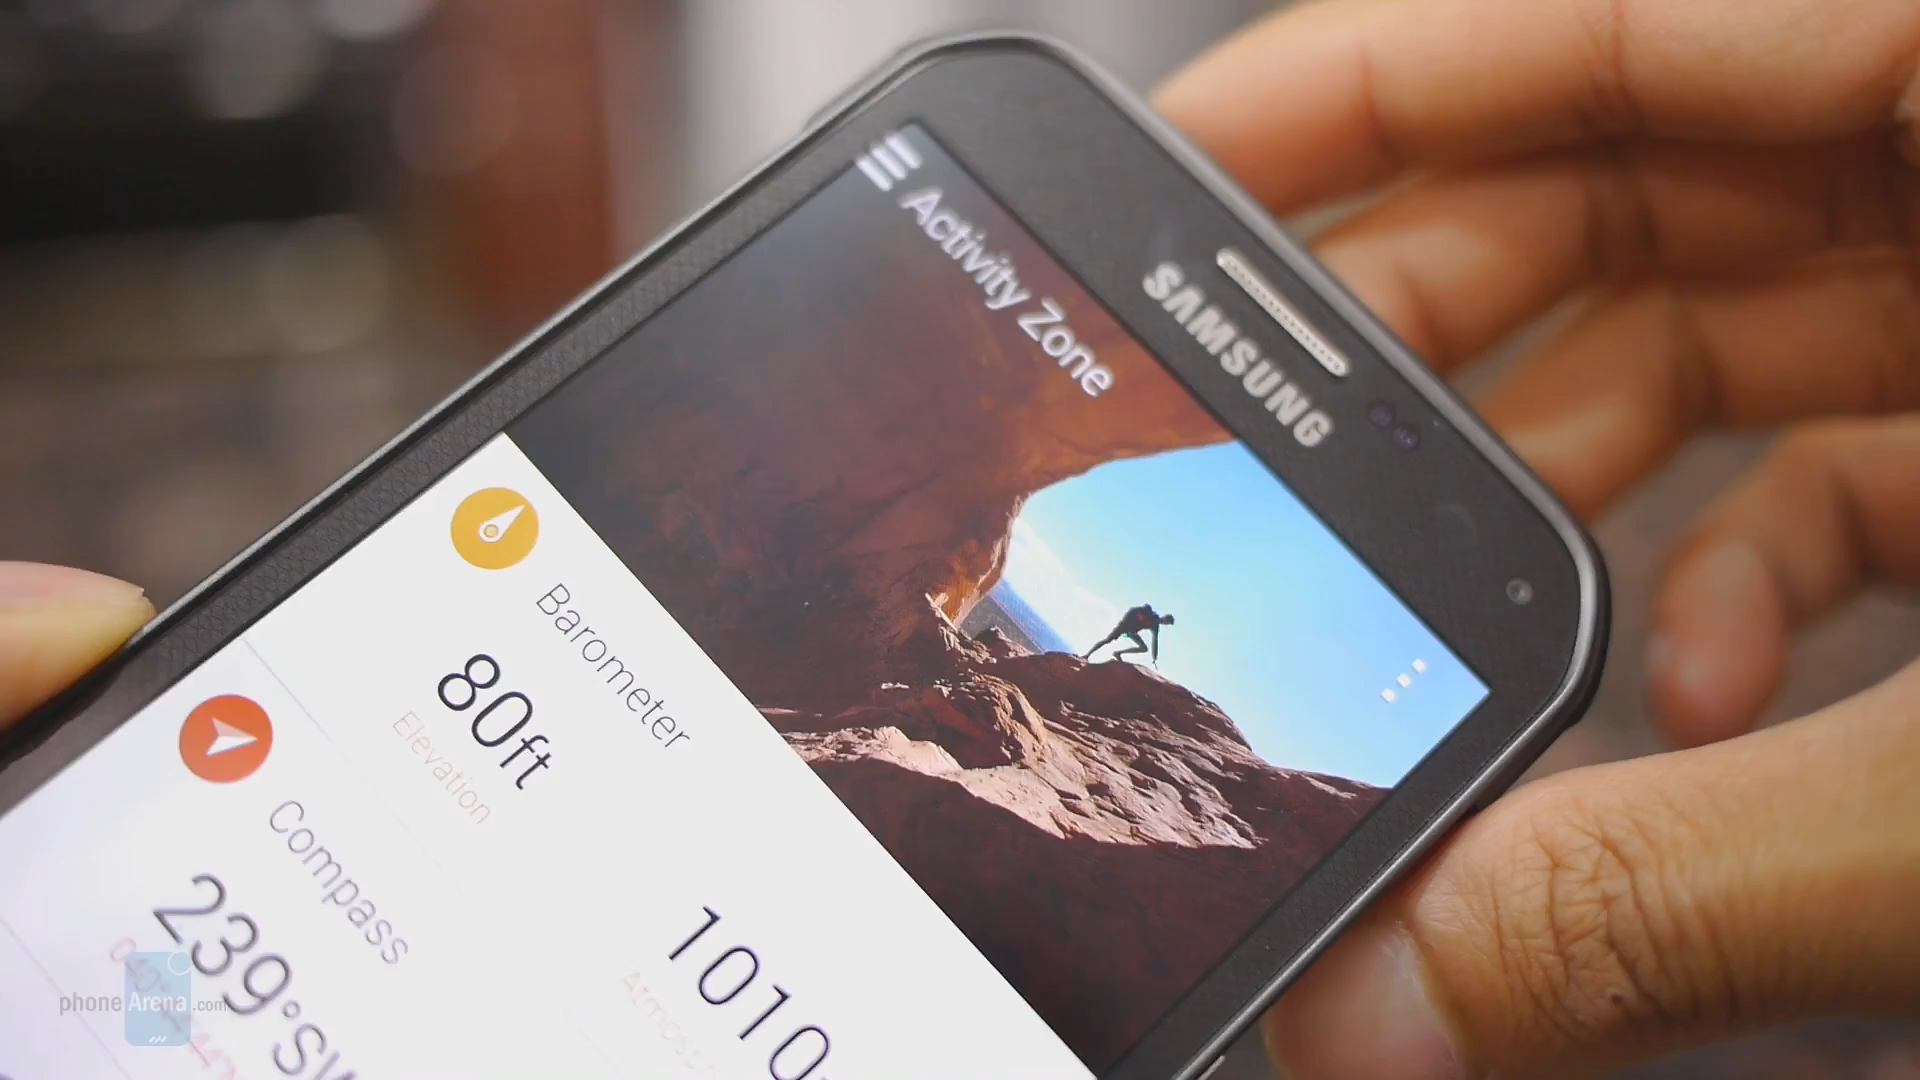 SAMSUNG
Activity Zone
Barometer
80ft
Elevation
1010
Compass
239°SW
phoneArena.com